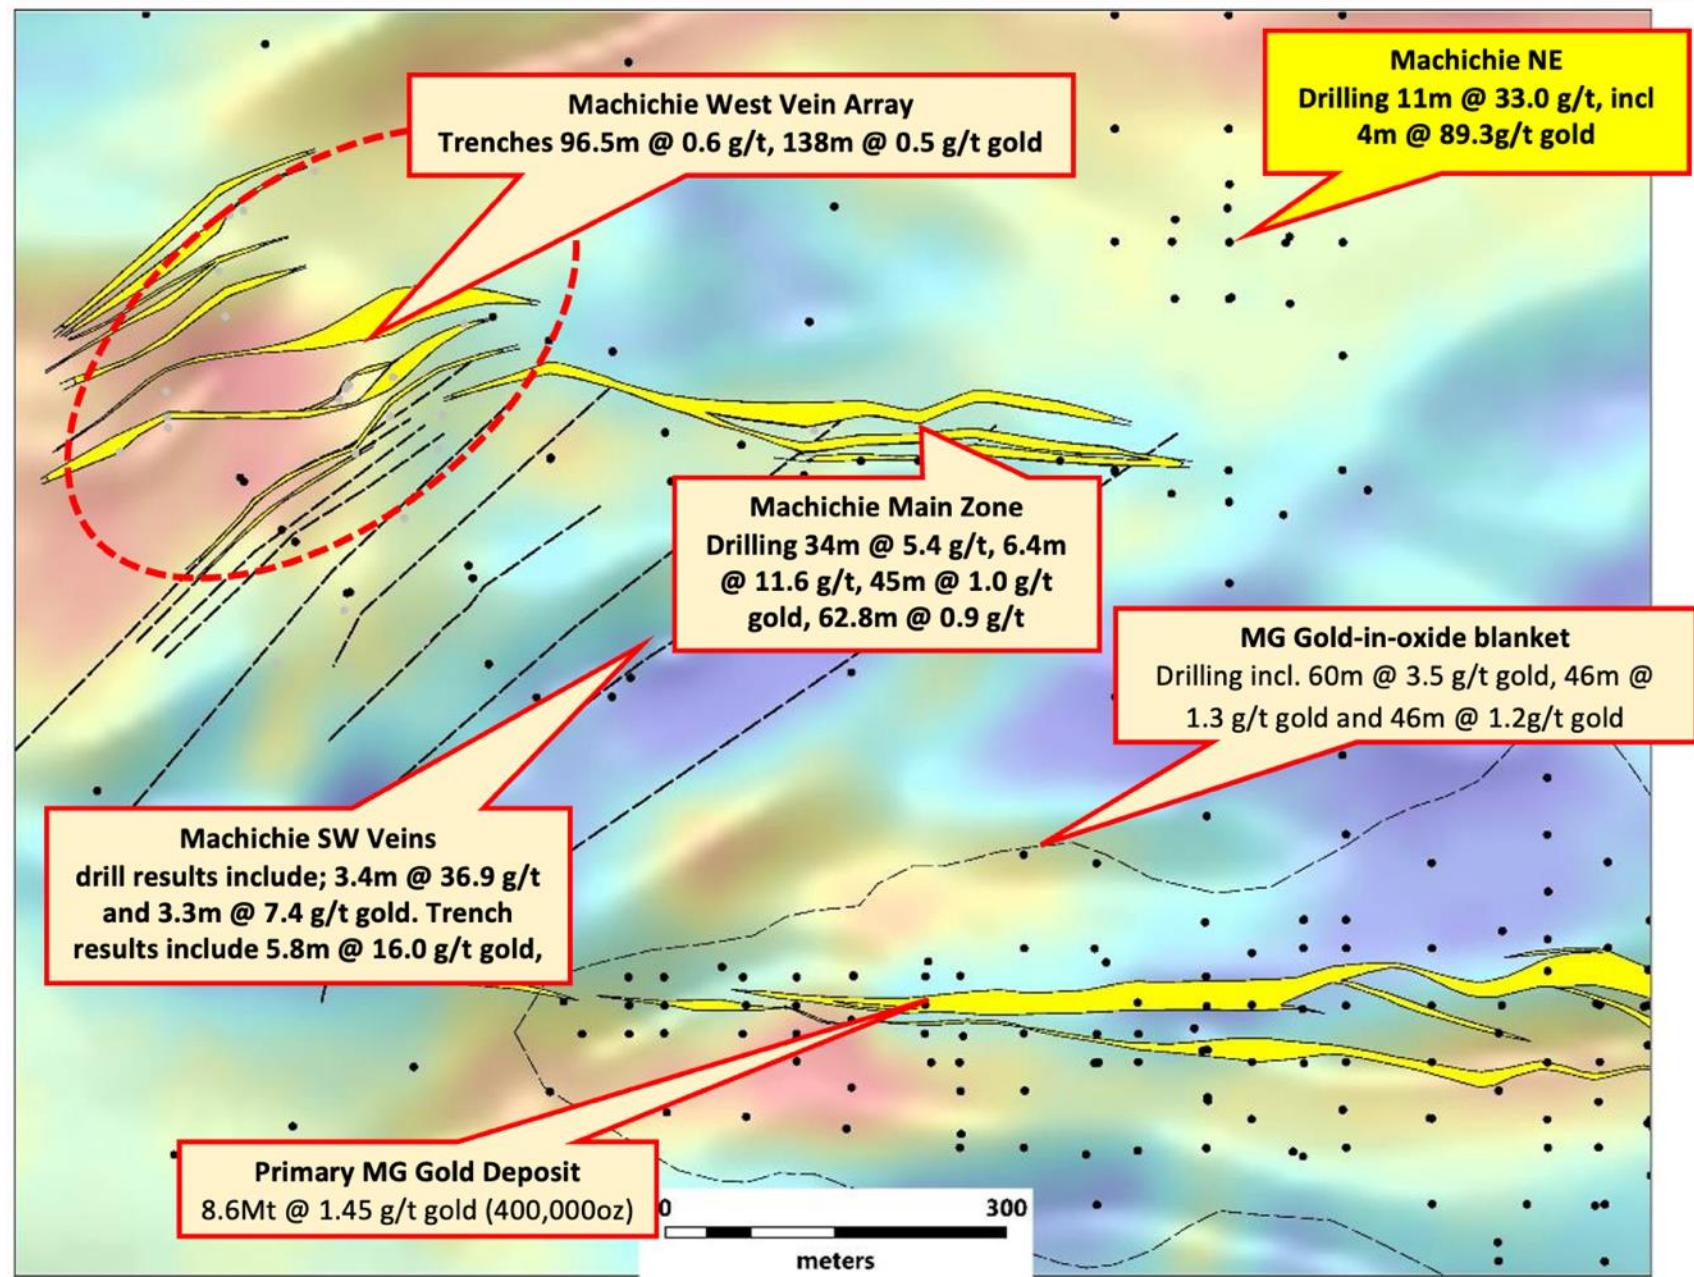 Machichie NE
Drilling 11m @ 33.0 g/t, incl
4m @ 89.3g/t gold
Machichie West Vein Array
Trenches 96.5m @ 0.6 g/t, 138m @ 0.5 g/t gold
Machichie Main Zone
Drilling 34m @ 5.4 g/t, 6.4m
@ 11.6 g/t, 45m @ 1.0 g/t
gold, 62.8m @ 0.9 g/t
MG Gold-in-oxide blanket
Drilling incl. 60m @ 3.5 g/t gold, 46m @
1.3 g/t gold and 46m @ 1.2g/t gold
Machichie SW Veins
drill results include; 3.4m @ 36.9 g/t
and 3.3m @ 7.4 g/t gold. Trench
results include 5.8m @ 16.0 g/t gold,
Primary MG Gold Deposit
8.6Mt @ 1.45 g/t gold (400,000oz)
0 300
meters